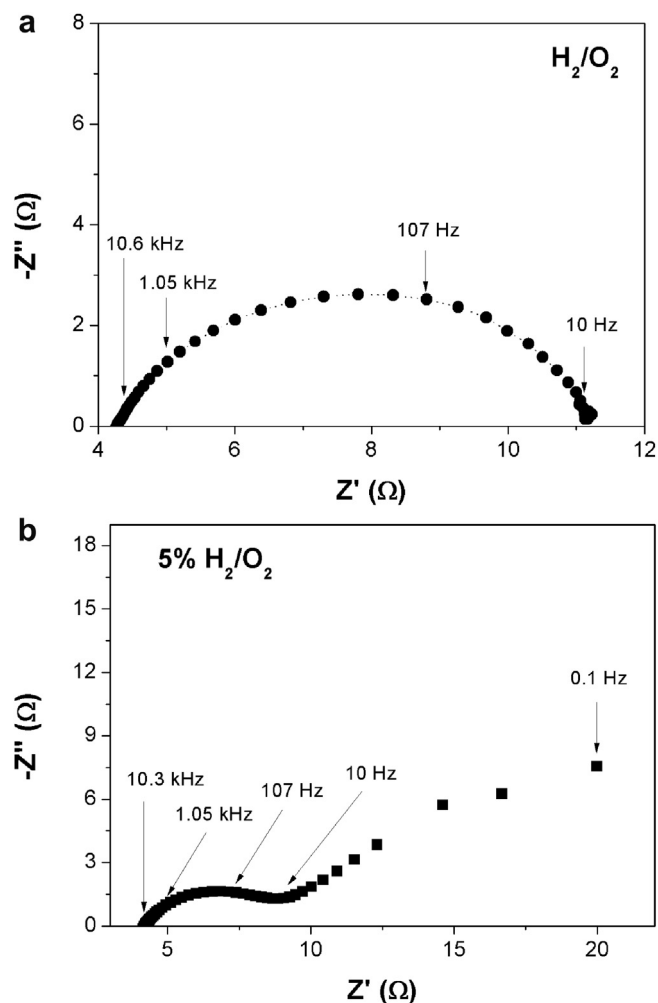 a
H₂/O₂
8
6
4
2
0
-Z'' (Ω)
10.6 kHz
1.05 kHz
107 Hz
10 Hz
4 6 8 10 12
Z' (Ω)
b
5% H₂/O₂
18
15
12
9
6
3
0
-Z'' (Ω)
10.3 kHz
1.05 kHz
107 Hz
10 Hz
0.1 Hz
5 10 15 20
Z' (Ω)